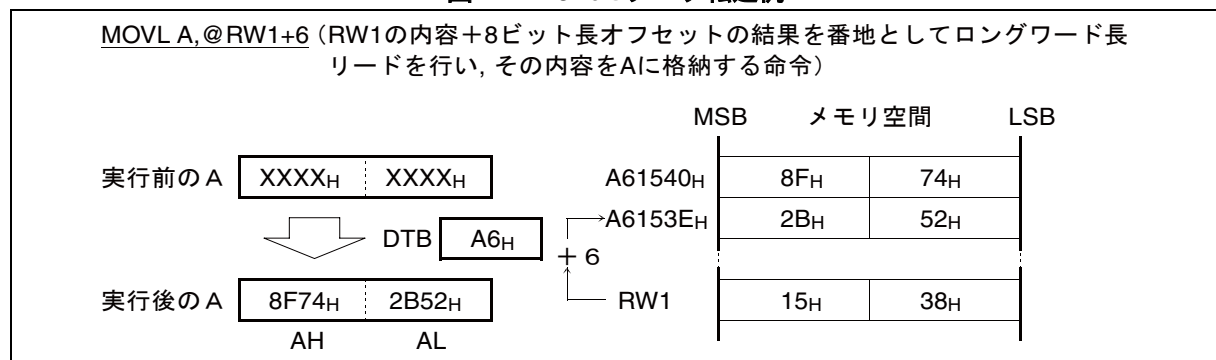 MOVL A,@RW1+6（RW1の内容＋8ビット長オフセットの結果を番地としてロングワード長
リードを行い, その内容をAに格納する命令）
MSB メモリ空間 LSB
実行前のA XXXXH XXXXH A61540H 8FH 74H
DTB A6H A6153EH 2BH 52H
＋6
実行後のA 8F74H 2B52H RW1 15H 38H
AH AL